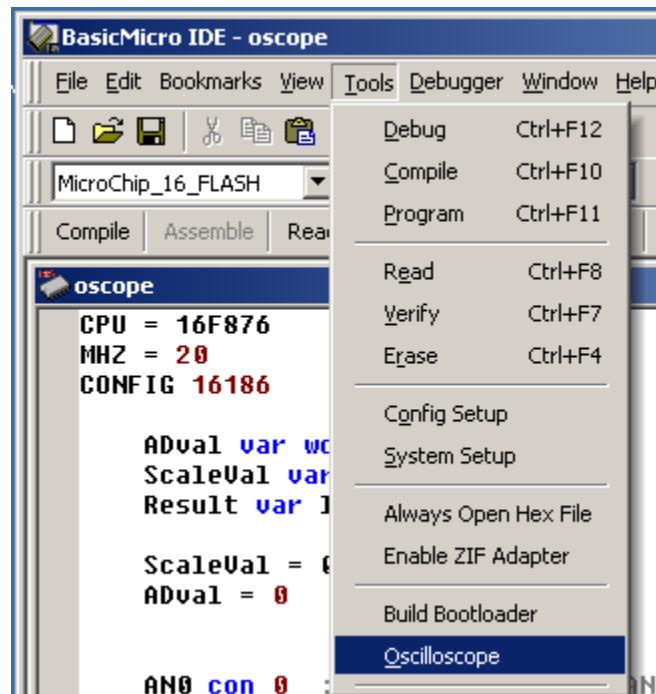 BasicMicro IDE - oscope
File Edit Bookmarks View Tools Debugger Window Help
MicroChip_16_FLASH
Compile Assemble
oscope
CPU = 16F876
MHZ = 20
CONFIG 16186
ADval var
ScaleVal var
Result var
ScaleVal =
ADval = 0
AN0 con 0 :
Debug Ctrl+F12
Compile Ctrl+F10
Program Ctrl+F11
Read Ctrl+F8
Verify Ctrl+F7
Erase Ctrl+F4
Config Setup
System Setup
Always Open Hex File
Enable ZIF Adapter
Build Bootloader
Oscilloscope